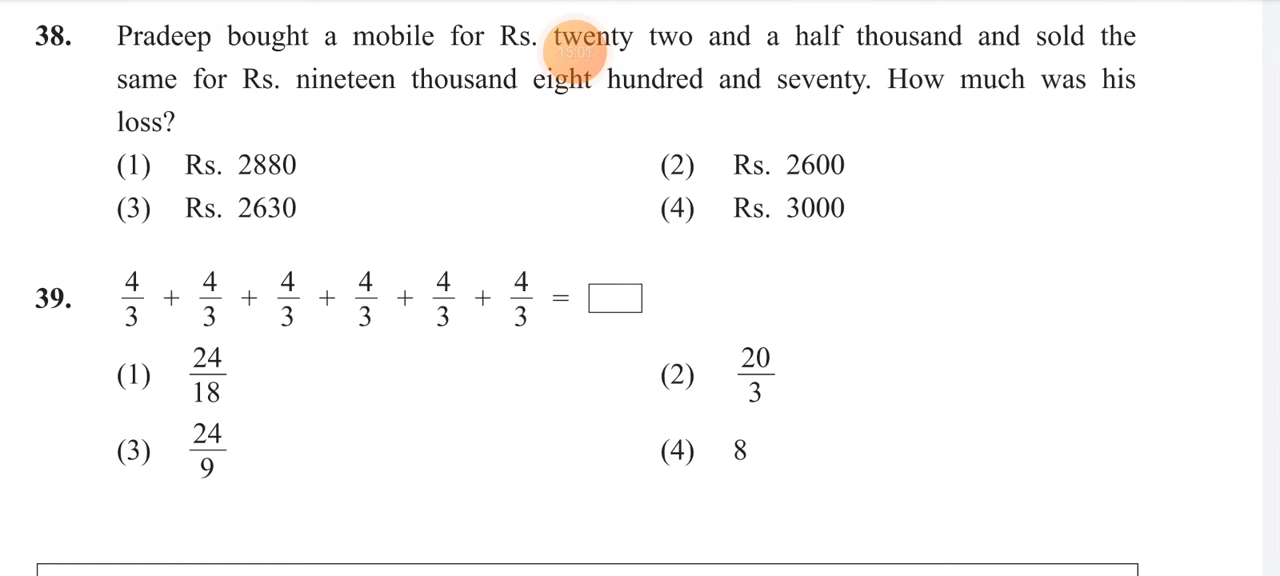 38. Pradeep bought a mobile for Rs. twenty two and a half thousand and sold the
same for Rs. nineteen thousand eight hundred and seventy. How much was his
loss?
(1) Rs. 2880 (2) Rs. 2600
(3) Rs. 2630 (4) Rs. 3000
39. 4/3 + 4/3 + 4/3 + 4/3 + 4/3 + 4/3 =
(1) 24/18 (2) 20/3
(3) 24/9 (4) 8